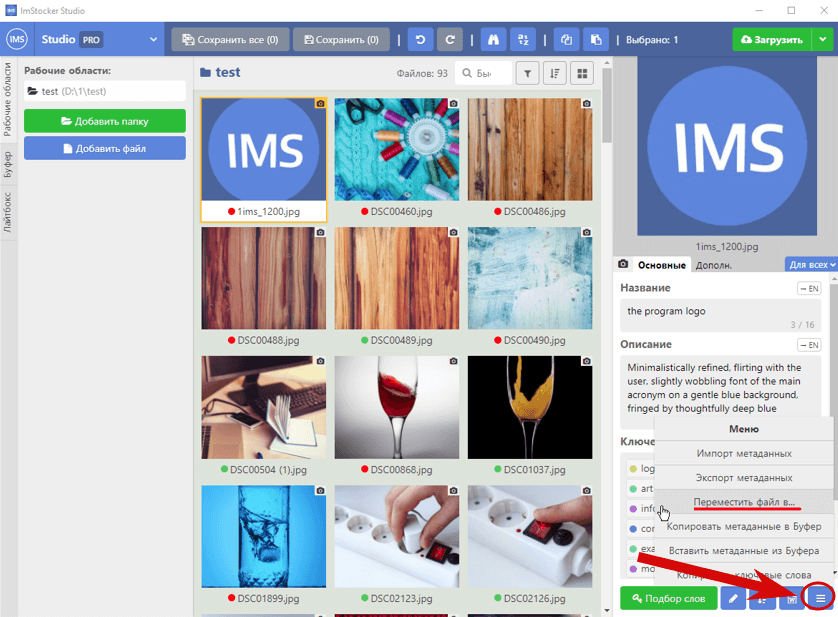 ImStocker Studio
IMS Studio PRO
Сохранить все (0)
Сохранить (0)
Выбрано: 1
Загрузить
Рабочие области
Буфер
Лайтбокс
Рабочие области:
test (D:\1\test)
Добавить папку
Добавить файл
test
Файлов: 93
Бы
IMS
1ims_1200.jpg
DSC00460.jpg
DSC00486.jpg
DSC00488.jpg
DSC00489.jpg
DSC00490.jpg
DSC00504 (1).jpg
DSC00868.jpg
DSC01037.jpg
DSC01899.jpg
DSC02123.jpg
DSC02126.jpg
IMS
1ims_1200.jpg
Основные
Дополн.
Для всех
Название
EN
the program logo
3 / 16
Описание
EN
Minimalistically refined, flirting with the
user, slightly wobbling font of the main
acronym on a gentle blue background,
fringed by thoughtfully deep blue
Ключе
log
art
info
con
exa
mo
Меню
Импорт метаданных
Экспорт метаданных
Переместить файл в...
Копировать метаданные в Буфер
Вставить метаданные из Буфера
ключевые слова
Подбор слов